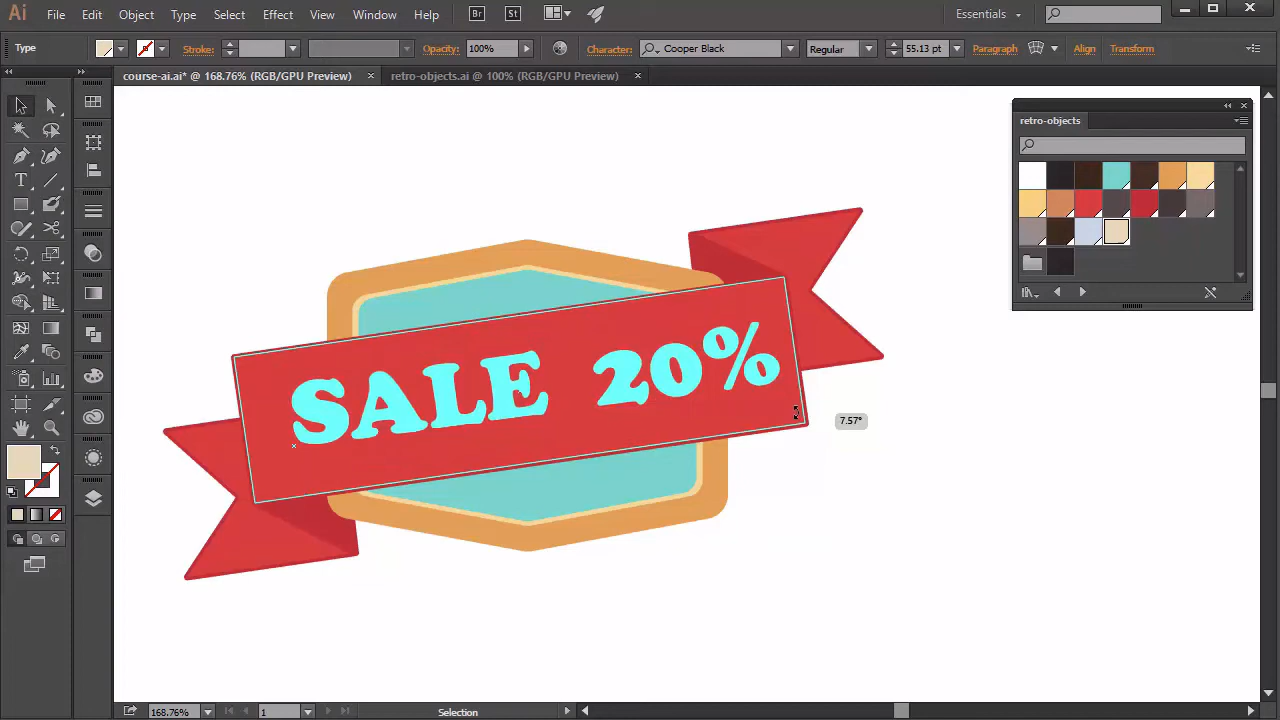 Ai File Edit Object Type Select Effect View Window Help Br St Essentials
Type Stroke: Opacity: 100% Character: Cooper Black Regular 55.13 pt Paragraph Align Transform
course-ai.ai* @ 168.76% (RGB/GPU Preview) × retro-objects.ai @ 100% (RGB/GPU Preview) ×
retro-objects
SALE 20%
7.57°
168.76% 1 Selection